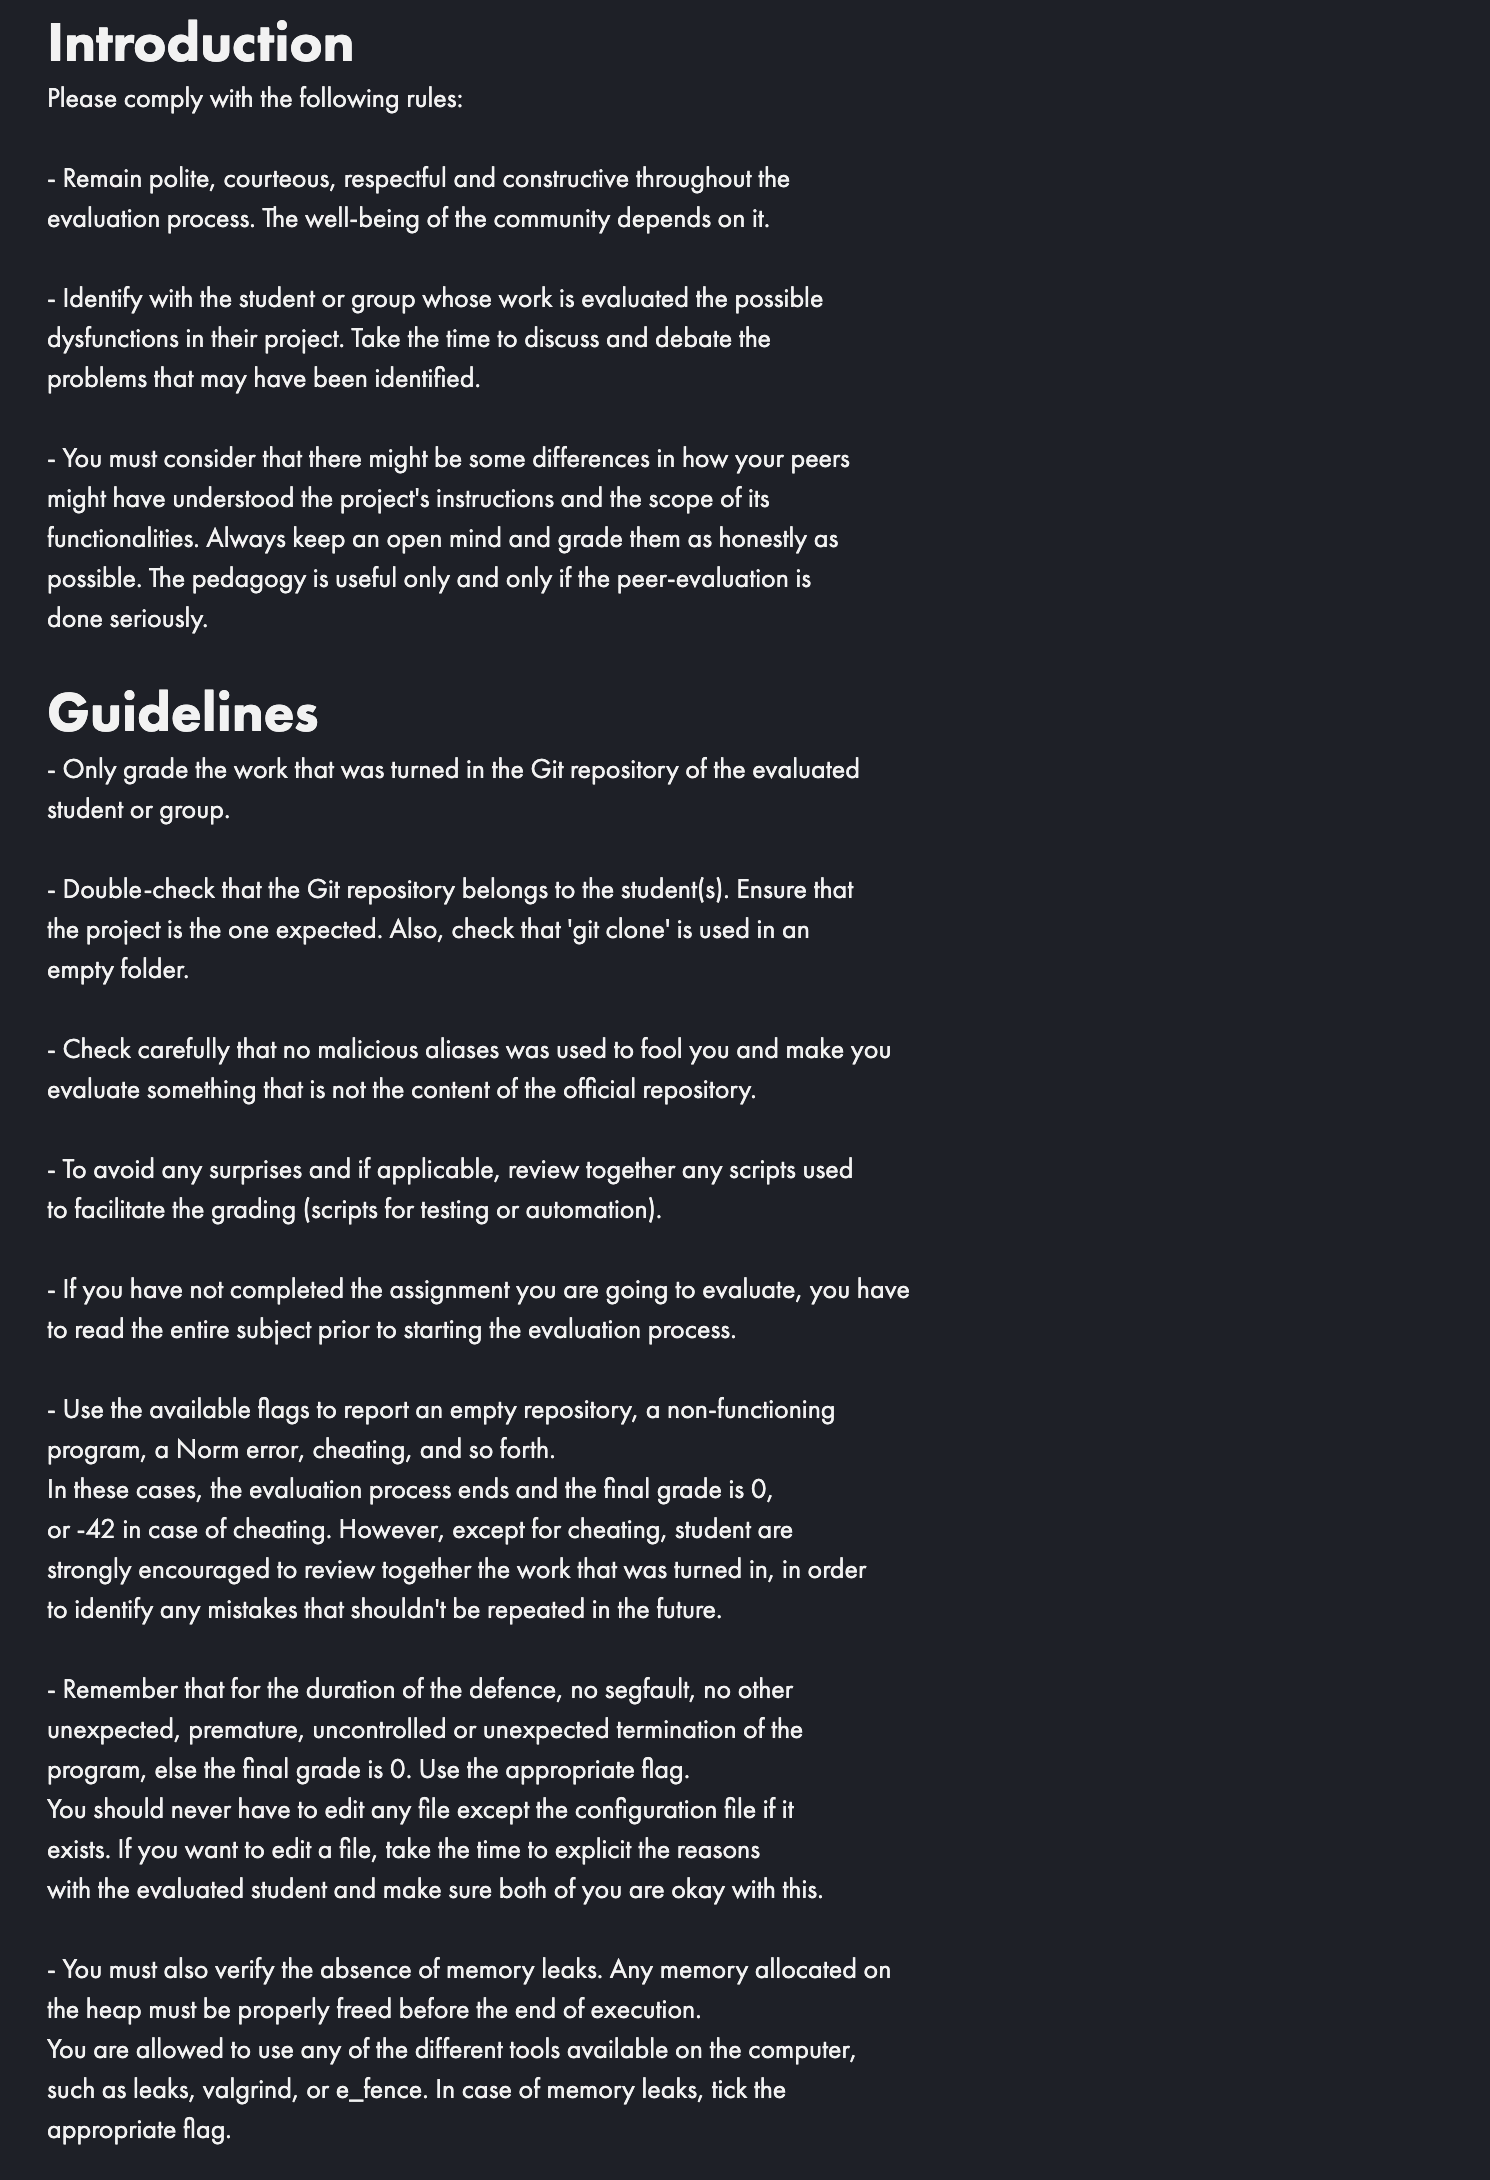 Introduction
Please comply with the following rules:
- Remain polite, courteous, respectful and constructive throughout the
evaluation process. The well-being of the community depends on it.
- Identify with the student or group whose work is evaluated the possible
dysfunctions in their project. Take the time to discuss and debate the
problems that may have been identified.
- You must consider that there might be some differences in how your peers
might have understood the project's instructions and the scope of its
functionalities. Always keep an open mind and grade them as honestly as
possible. The pedagogy is useful only and only if the peer-evaluation is
done seriously.
Guidelines
- Only grade the work that was turned in the Git repository of the evaluated
student or group.
- Double-check that the Git repository belongs to the student(s). Ensure that
the project is the one expected. Also, check that 'git clone' is used in an
empty folder.
- Check carefully that no malicious aliases was used to fool you and make you
evaluate something that is not the content of the official repository.
- To avoid any surprises and if applicable, review together any scripts used
to facilitate the grading (scripts for testing or automation).
- If you have not completed the assignment you are going to evaluate, you have
to read the entire subject prior to starting the evaluation process.
- Use the available flags to report an empty repository, a non-functioning
program, a Norm error, cheating, and so forth.
In these cases, the evaluation process ends and the final grade is 0,
or -42 in case of cheating. However, except for cheating, student are
strongly encouraged to review together the work that was turned in, in order
to identify any mistakes that shouldn't be repeated in the future.
- Remember that for the duration of the defence, no segfault, no other
unexpected, premature, uncontrolled or unexpected termination of the
program, else the final grade is 0. Use the appropriate flag.
You should never have to edit any file except the configuration file if it
exists. If you want to edit a file, take the time to explicit the reasons
with the evaluated student and make sure both of you are okay with this.
- You must also verify the absence of memory leaks. Any memory allocated on
the heap must be properly freed before the end of execution.
You are allowed to use any of the different tools available on the computer,
such as leaks, valgrind, or e_fence. In case of memory leaks, tick the
appropriate flag.